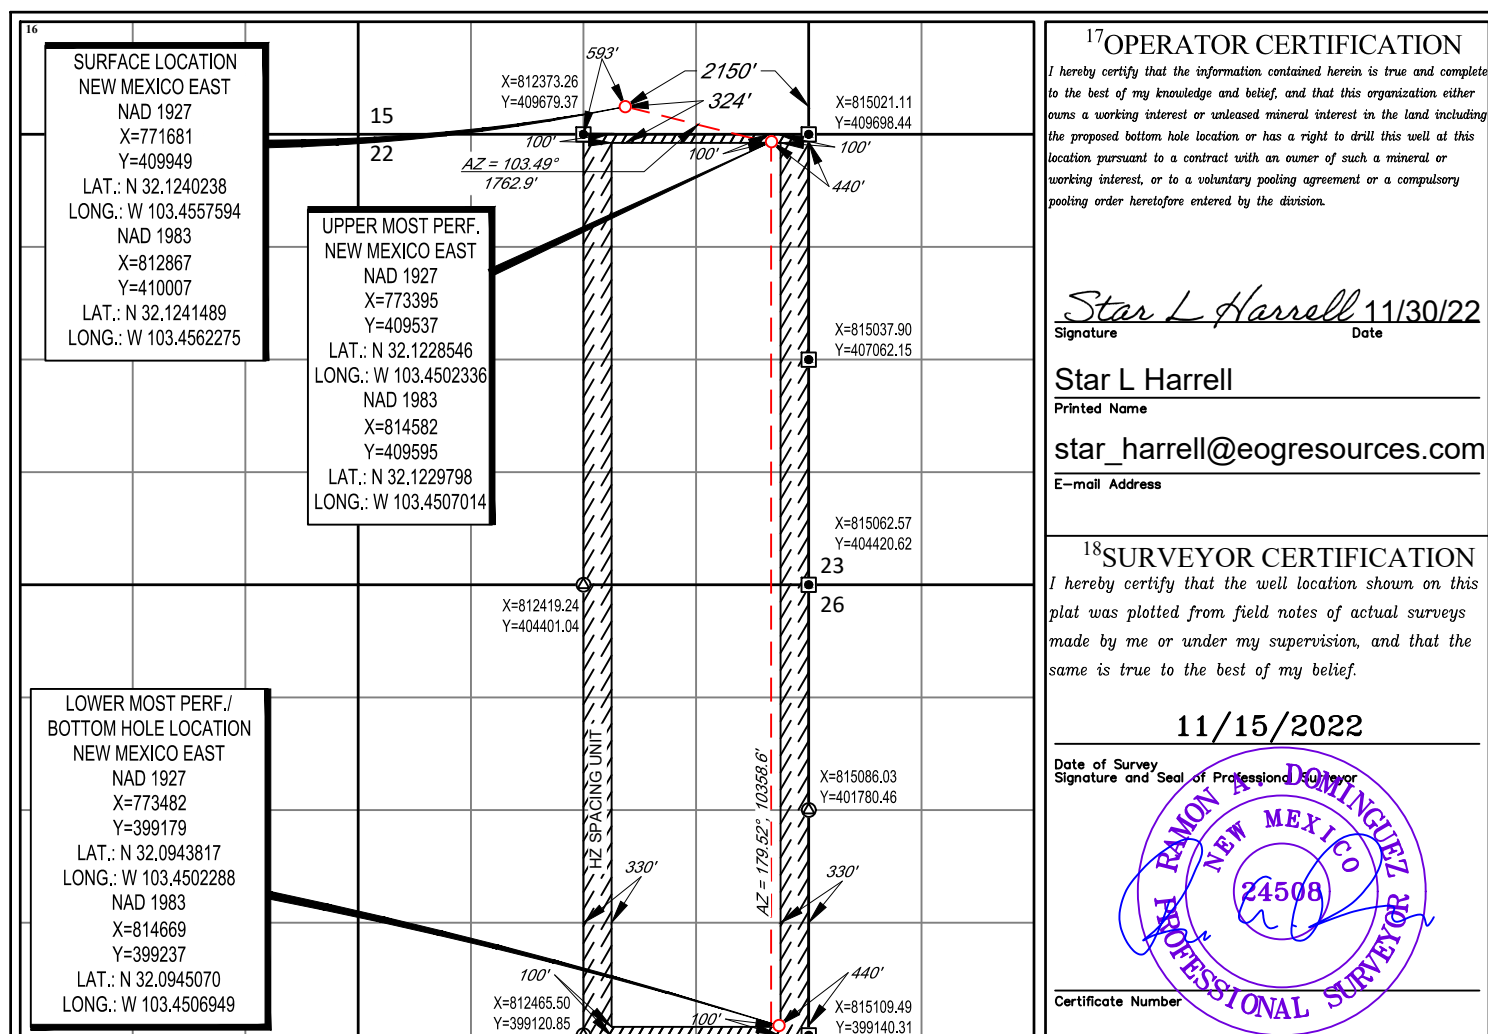 16
SURFACE LOCATION
NEW MEXICO EAST
NAD 1927
X=771681
Y=409949
LAT.: N 32.1240238
LONG.: W 103.4557594
NAD 1983
X=812867
Y=410007
LAT.: N 32.1241489
LONG.: W 103.4562275
UPPER MOST PERF.
NEW MEXICO EAST
NAD 1927
X=773395
Y=409537
LAT.: N 32.1228546
LONG.: W 103.4502336
NAD 1983
X=814582
Y=409595
LAT.: N 32.1229798
LONG.: W 103.4507014
LOWER MOST PERF./
BOTTOM HOLE LOCATION
NEW MEXICO EAST
NAD 1927
X=773482
Y=399179
LAT.: N 32.0943817
LONG.: W 103.4502288
NAD 1983
X=814669
Y=399237
LAT.: N 32.0945070
LONG.: W 103.4506949
15
22
593'
2150'
324'
X=812373.26
Y=409679.37
X=815021.11
Y=409698.44
100'
100'
100'
AZ = 103.49°
1762.9'
440'
X=815037.90
Y=407062.15
X=815062.57
Y=404420.62
23
26
X=812419.24
Y=404401.04
HZ SPACING UNIT
AZ = 179.52°, 10358.6'
X=815086.03
Y=401780.46
330'
330'
100'
440'
X=812465.50
Y=399120.85
100'
X=815109.49
Y=399140.31
17OPERATOR CERTIFICATION
I hereby certify that the information contained herein is true and complete
to the best of my knowledge and belief, and that this organization either
owns a working interest or unleased mineral interest in the land including
the proposed bottom hole location or has a right to drill this well at this
location pursuant to a contract with an owner of such a mineral or
working interest, or to a voluntary pooling agreement or a compulsory
pooling order heretofore entered by the division.
Star L Harrell 11/30/22
Signature Date
Star L Harrell
Printed Name
star_harrell@eogresources.com
E-mail Address
18SURVEYOR CERTIFICATION
I hereby certify that the well location shown on this
plat was plotted from field notes of actual surveys
made by me or under my supervision, and that the
same is true to the best of my belief.
11/15/2022
Date of Survey
Signature and Seal of Professional Surveyor
RAMON A. DOMINGUEZ
NEW MEXICO
24508
PROFESSIONAL SURVEYOR
Certificate Number